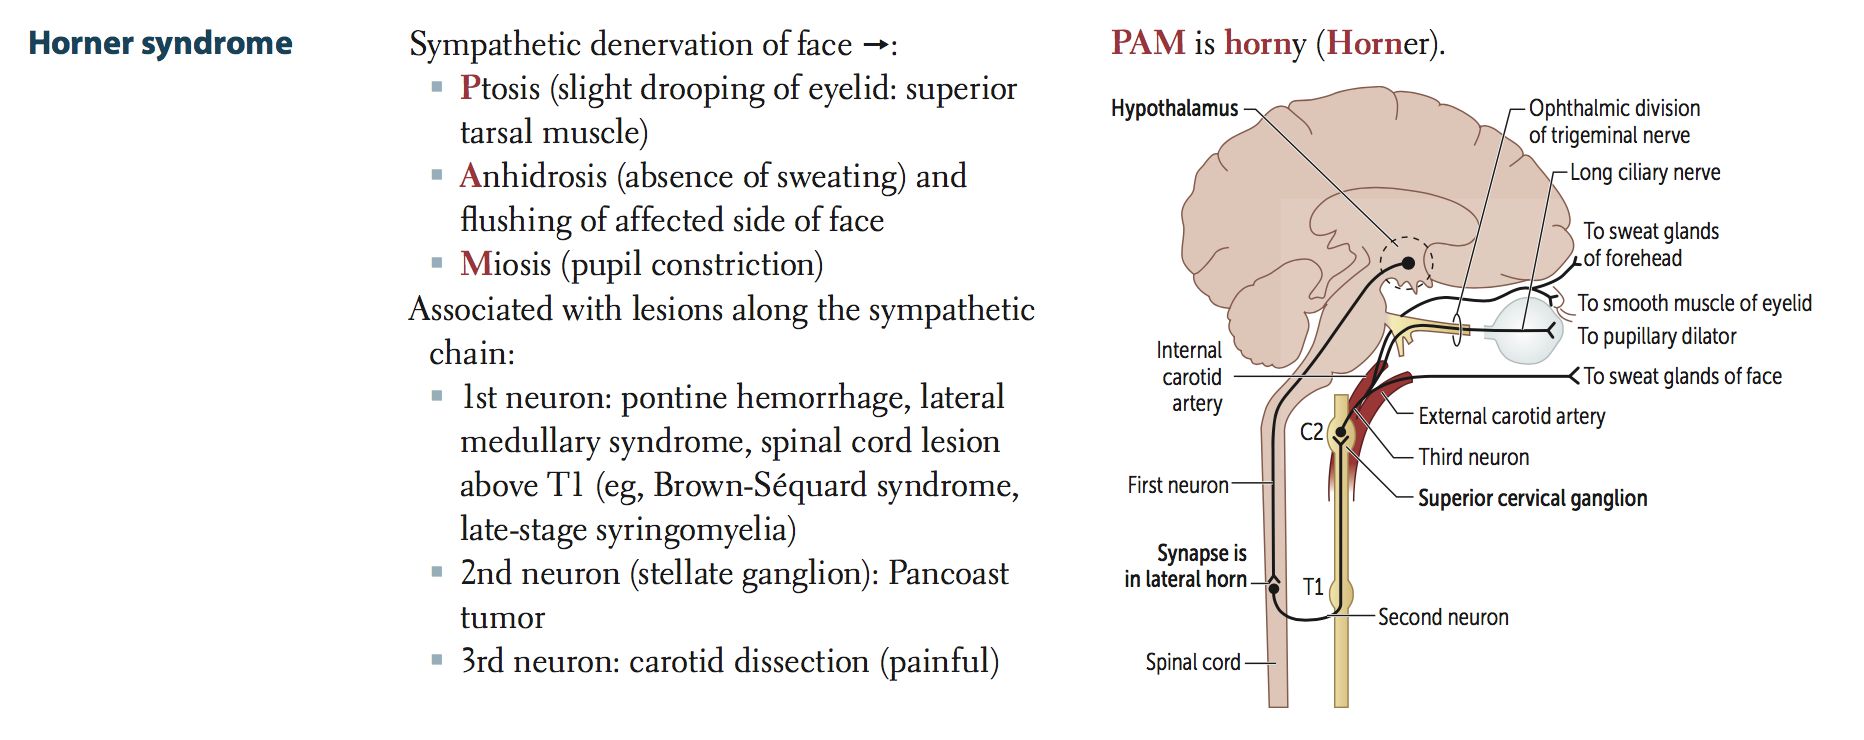 Horner syndrome
Sympathetic denervation of face →:
▪ Ptosis (slight drooping of eyelid: superior
tarsal muscle)
▪ Anhidrosis (absence of sweating) and
flushing of affected side of face
▪ Miosis (pupil constriction)
Associated with lesions along the sympathetic
chain:
▪ 1st neuron: pontine hemorrhage, lateral
medullary syndrome, spinal cord lesion
above T1 (eg, Brown-Séquard syndrome,
late-stage syringomyelia)
▪ 2nd neuron (stellate ganglion): Pancoast
tumor
▪ 3rd neuron: carotid dissection (painful)
PAM is horny (Horner).
Hypothalamus
Ophthalmic division
of trigeminal nerve
Long ciliary nerve
To sweat glands
of forehead
To smooth muscle of eyelid
To pupillary dilator
Internal
carotid
artery
To sweat glands of face
External carotid artery
C2
Third neuron
First neuron
Superior cervical ganglion
Synapse is
in lateral horn
T1
Second neuron
Spinal cord